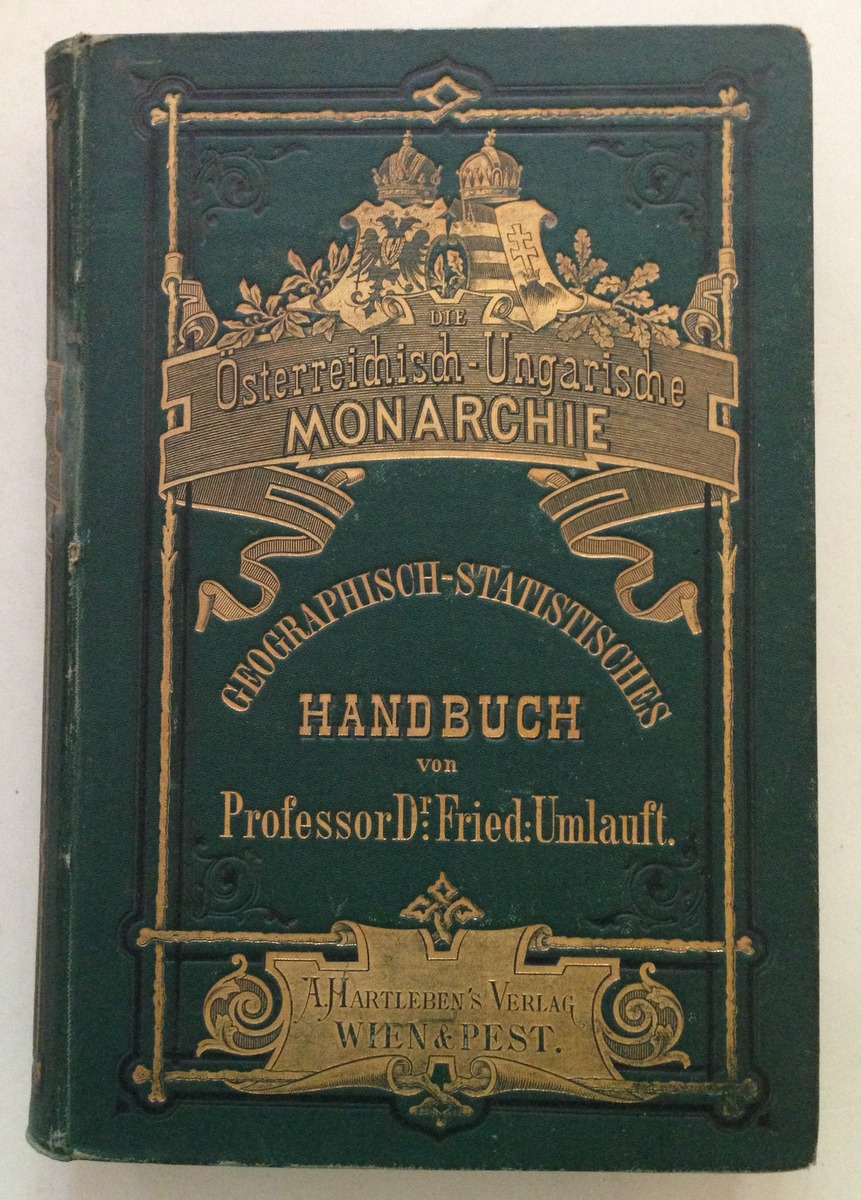 DIE
Österreichisch-Ungarische
MONARCHIE
GEOGRAPHISCH-STATISTISCHES
HANDBUCH
von
Professor Dr: Fried: Umlauft.
A. HARTLEBEN'S VERLAG
WIEN & PEST.